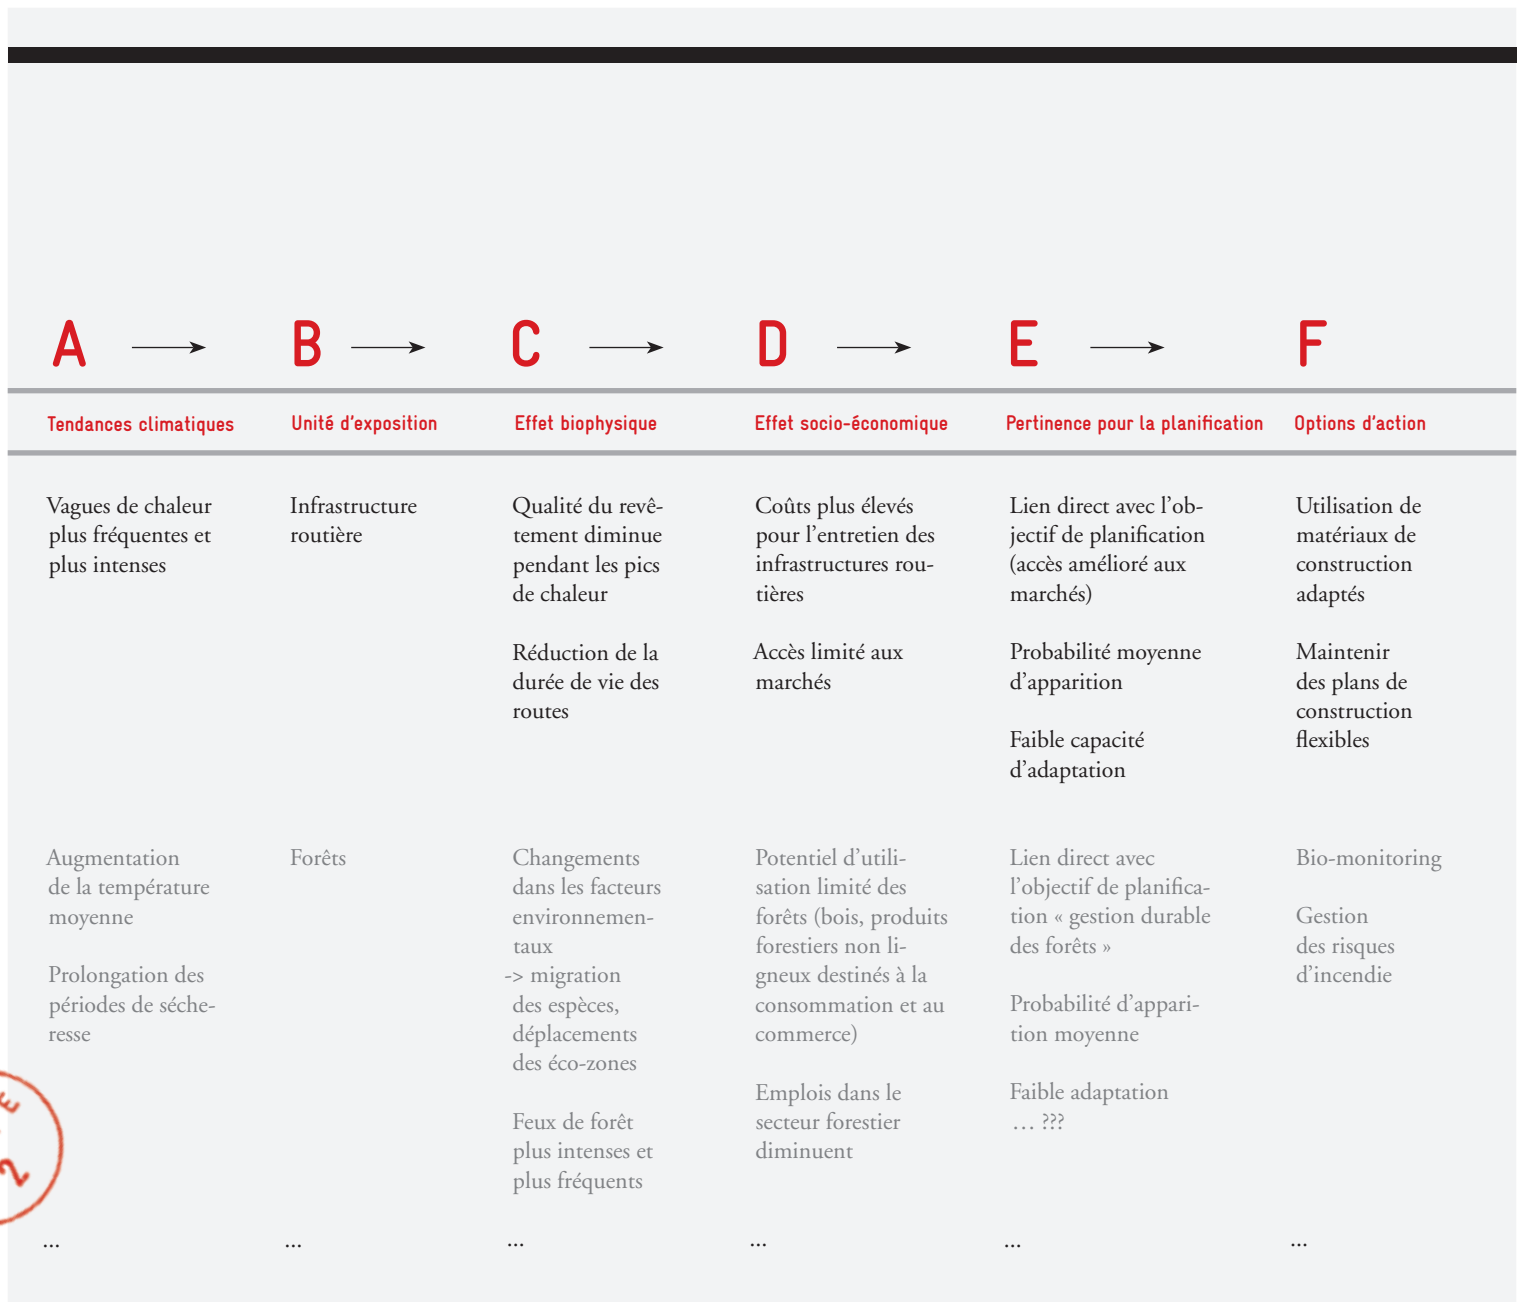 A
B
C
D
E
F
Tendances climatiques
Unité d'exposition
Effet biophysique
Effet socio-économique
Pertinence pour la planification
Options d'action
Vagues de chaleur
plus fréquentes et
plus intenses
Infrastructure
routière
Qualité du revê-
tement diminue
pendant les pics
de chaleur
Réduction de la
durée de vie des
routes
Coûts plus élevés
pour l'entretien des
infrastructures rou-
tières
Accès limité aux
marchés
Lien direct avec l'ob-
jectif de planification
(accès amélioré aux
marchés)
Probabilité moyenne
d'apparition
Faible capacité
d'adaptation
Utilisation de
matériaux de
construction
adaptés
Maintenir
des plans de
construction
flexibles
Augmentation
de la température
moyenne
Prolongation des
périodes de séche-
resse
Forêts
Changements
dans les facteurs
environnemen-
taux
-> migration
des espèces,
déplacements
des éco-zones
Feux de forêt
plus intenses et
plus fréquents
Potentiel d'utili-
sation limité des
forêts (bois, produits
forestiers non li-
gneux destinés à la
consommation et au
commerce)
Emplois dans le
secteur forestier
diminuent
Lien direct avec
l'objectif de planifica-
tion « gestion durable
des forêts »
Probabilité d'appari-
tion moyenne
Faible adaptation
… ???
Bio-monitoring
Gestion
des risques
d'incendie
...
...
...
...
...
...
E
2